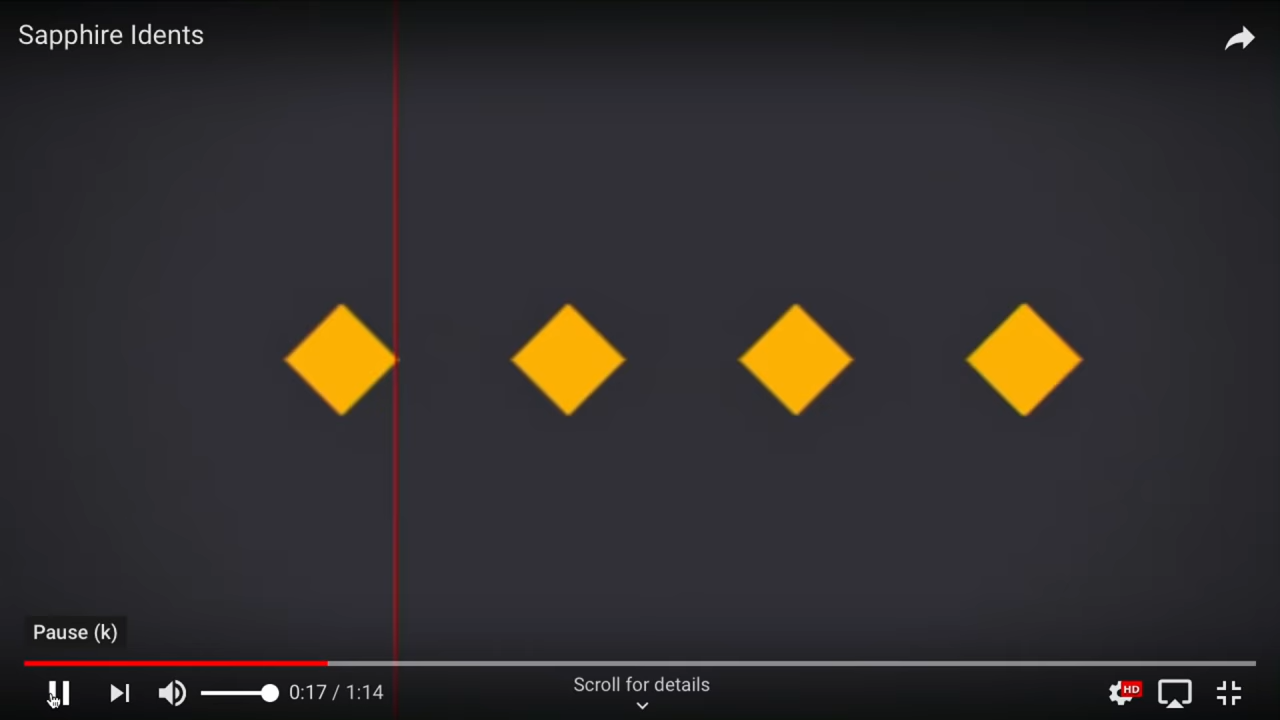 Sapphire Idents
Pause (k)
0:17 / 1:14
Scroll for details
HD